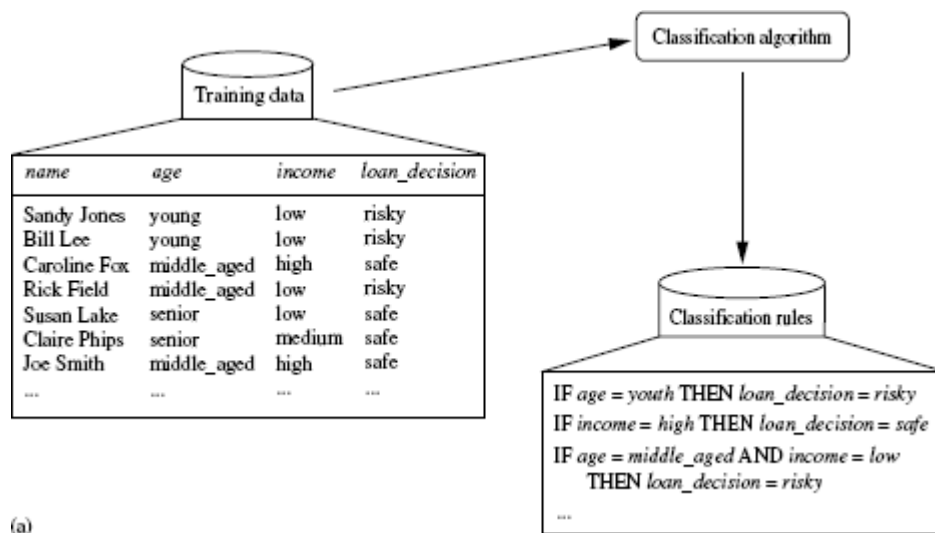 Classification algorithm
Training data
name age income loan_decision
Sandy Jones young low risky
Bill Lee young low risky
Caroline Fox middle_aged high safe
Rick Field middle_aged low risky
Susan Lake senior low safe
Claire Phips senior medium safe
Joe Smith middle_aged high safe
... ... ... ...
Classification rules
IF age = youth THEN loan_decision = risky
IF income = high THEN loan_decision = safe
IF age = middle_aged AND income = low
THEN loan_decision = risky
...
(a)